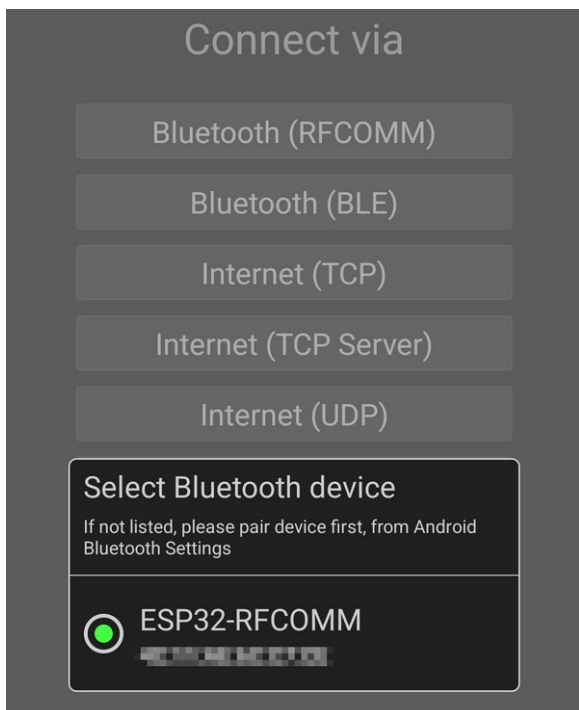 Connect via
Bluetooth (RFCOMM)
Bluetooth (BLE)
Internet (TCP)
Internet (TCP Server)
Internet (UDP)
Select Bluetooth device
If not listed, please pair device first, from Android
Bluetooth Settings
ESP32-RFCOMM